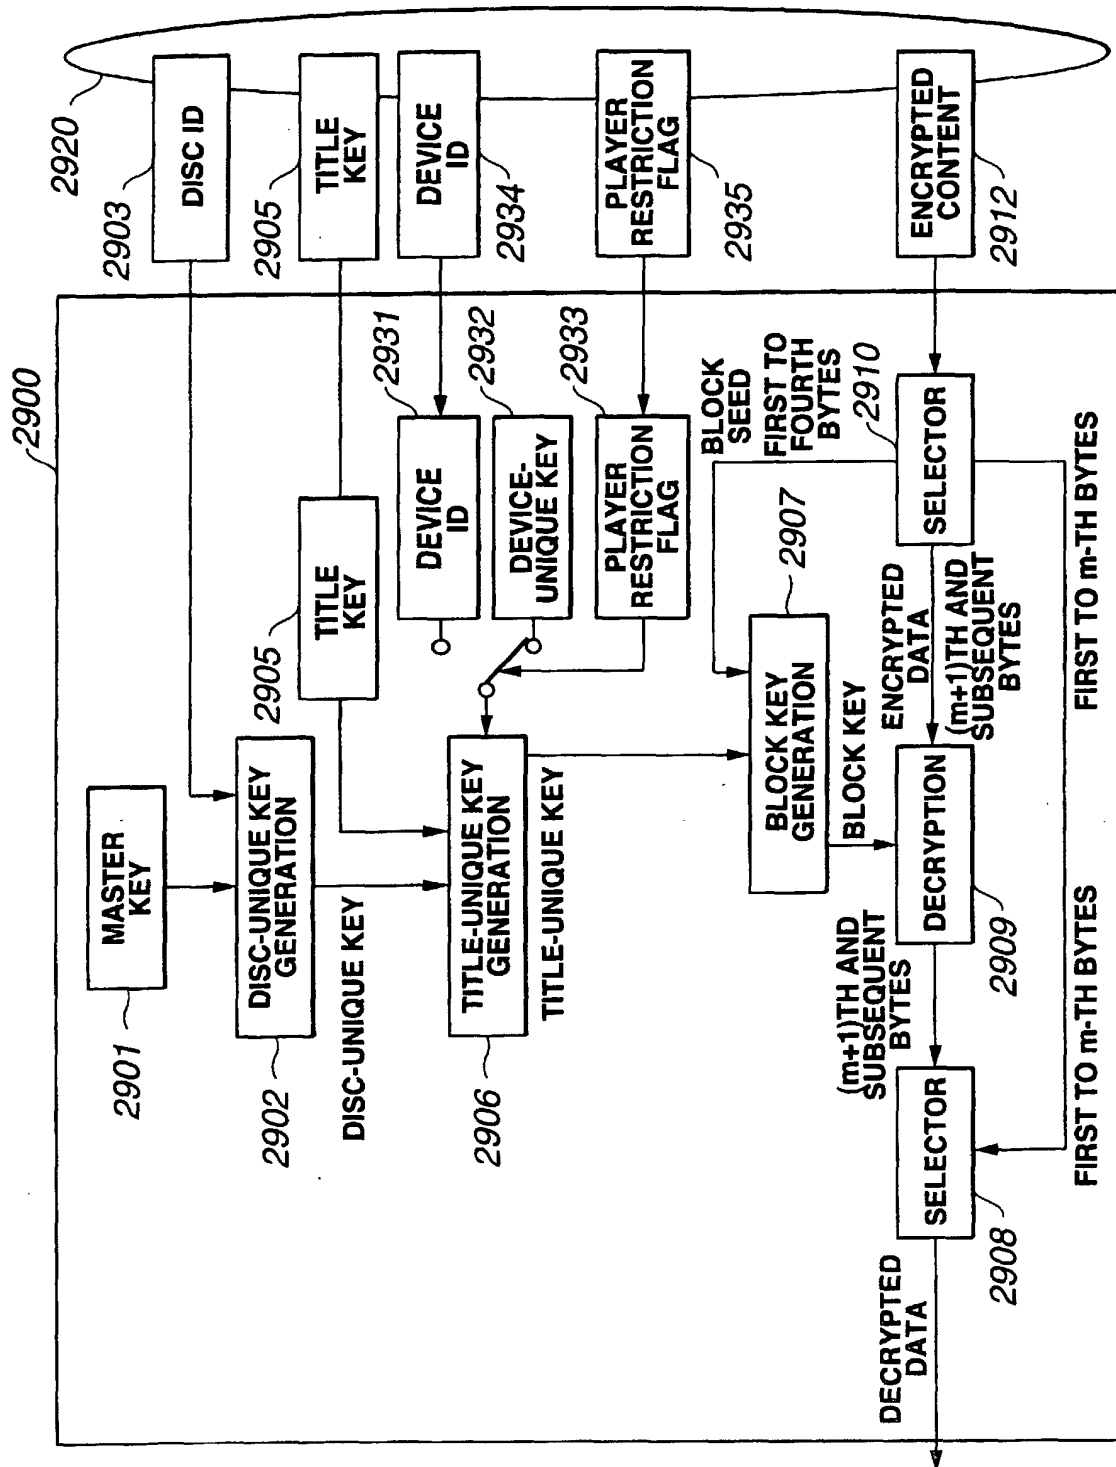 2900
2901
MASTER
KEY
2902
DISC-UNIQUE KEY
GENERATION
DISC-UNIQUE KEY
2903
DISC ID
2920
2905
TITLE
KEY
2905
TITLE
KEY
2906
TITLE-UNIQUE KEY
GENERATION
TITLE-UNIQUE KEY
2931
DEVICE
ID
2932
DEVICE-
UNIQUE KEY
2933
PLAYER
RESTRICTION
FLAG
DEVICE
ID
2934
PLAYER
RESTRICTION
FLAG
2935
BLOCK
SEED
FIRST TO
FOURTH
BYTES
2907
BLOCK KEY
GENERATION
BLOCK KEY
ENCRYPTED
CONTENT
2912
2910
SELECTOR
ENCRYPTED
DATA
(m+1)TH AND
SUBSEQUENT
BYTES
DECRYPTION
2909
(m+1)TH AND
SUBSEQUENT
BYTES
SELECTOR
2908
DECRYPTED
DATA
FIRST TO m-TH BYTES
FIRST TO m-TH BYTES